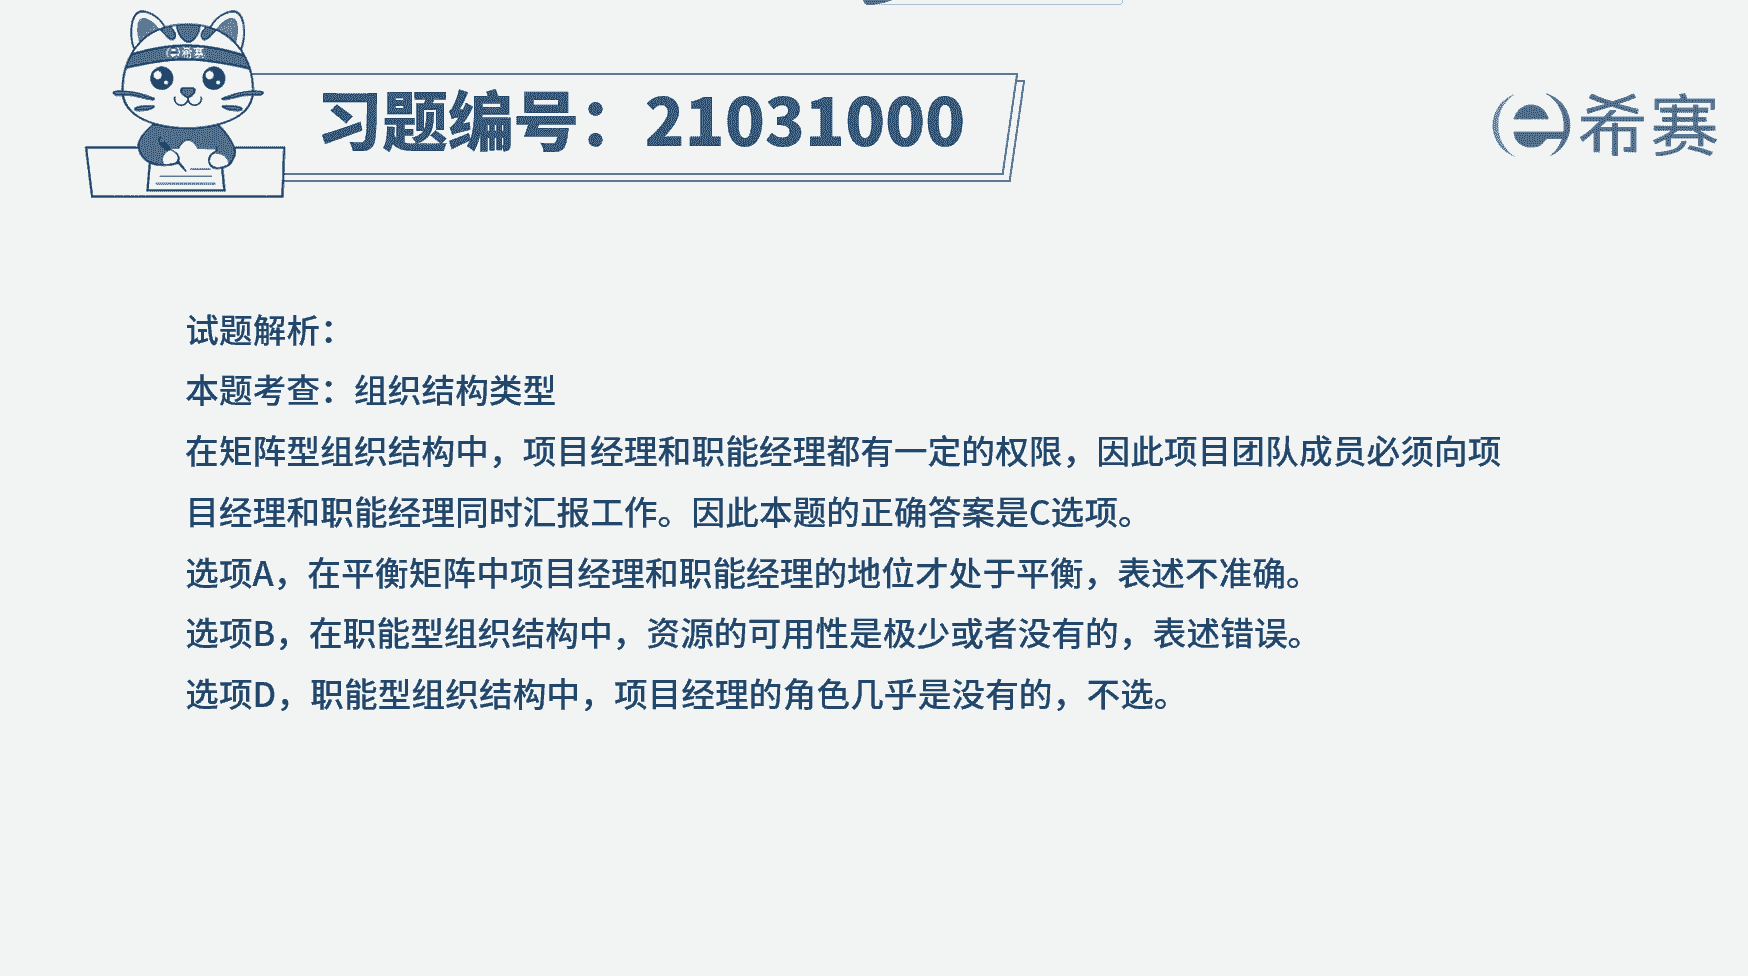 希赛
习题编号：21031000
希赛
试题解析：
本题考查：组织结构类型
在矩阵型组织结构中，项目经理和职能经理都有一定的权限，因此项目团队成员必须向项
目经理和职能经理同时汇报工作。因此本题的正确答案是C选项。
选项A，在平衡矩阵中项目经理和职能经理的地位才处于平衡，表述不准确。
选项B，在职能型组织结构中，资源的可用性是极少或者没有的，表述错误。
选项D，职能型组织结构中，项目经理的角色几乎是没有的，不选。